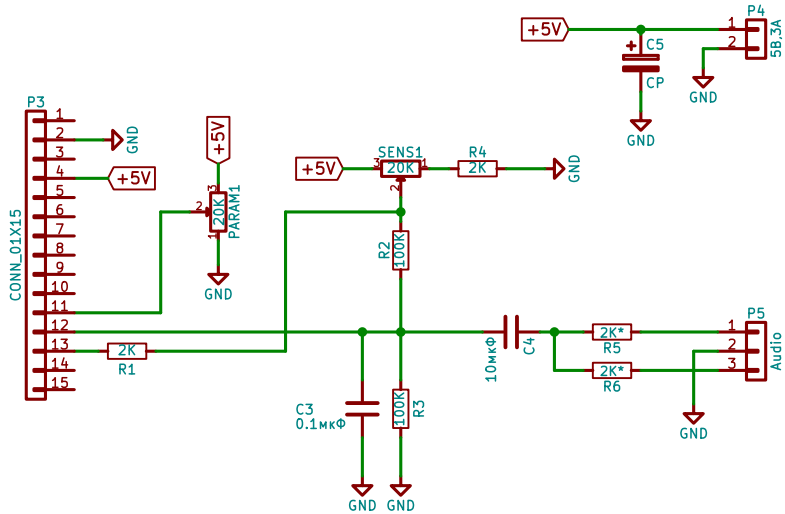 P4
+5V
1
2
5В,3А
C5
CP
GND
GND
P3
CONN_01X15
1
2
3
4
5
6
7
8
9
10
11
12
13
14
15
GND
+5V
+5V
3
2
1
20K
PARAM1
GND
+5V
SENS1
3
20K
1
2
R4
2K
GND
R2
100K
2K
R1
C3
0.1мкФ
100K
R3
GND
GND
10мкФ
C4
2K*
R5
2K*
R6
P5
1
2
3
Audio
GND